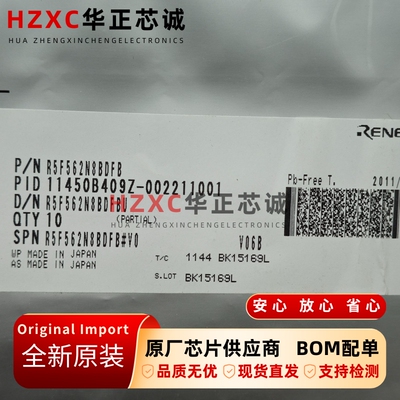 HZXC华正芯诚
HUA ZHENGXINCHENGELECTRONICS
RENE
P/N R5F562N8BDFB
Pb-Free T. 2011/
PID 11450B409Z-002211Q01
HZXC华正芯诚
HUA ZHENGXINCHENGELECTRONICS
D/N R5F562N8BDFB#V0
QTY 10 (PARTIAL)
SPN R5F562N8BDFB#V0 V06B
WP MADE IN JAPAN T/C 1144 BK15169L
AS MADE IN JAPAN
S.LOT BK15169L
安心 放心 省心
Original Import
全新原装
原厂芯片供应商 BOM配单
品质无忧 现货直发 支持检测